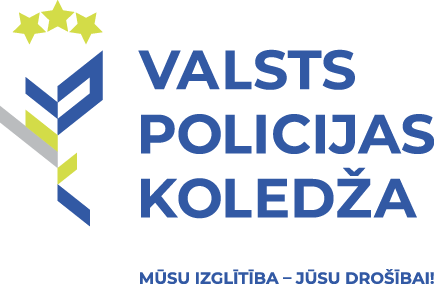 VALSTS
POLICIJAS
KOLEDŽA
MŪSU IZGLĪTĪBA – JŪSU DROŠĪBAI!